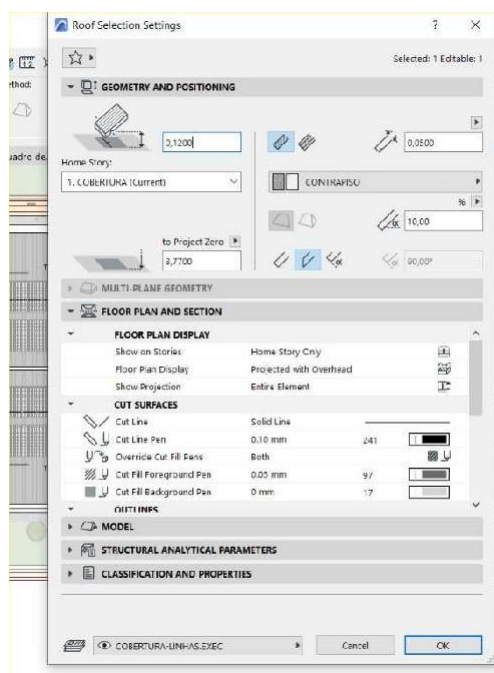 Roof Selection Settings
?
Selected: 1 Editable: 1
thod:
GEOMETRY AND POSITIONING
0,1200
0,0500
uadro de
Home Story:
1. COBERTURA (Current)
CONTRAPISO
%
10,00
to Project Zero
3,7700
90,00°
MULTI-PLANE GEOMETRY
FLOOR PLAN AND SECTION
FLOOR PLAN DISPLAY
Show on Stories Home Story Only
Floor Plan Display Projected with Overhead
Show Projection Entire Element
CUT SURFACES
Cut Line Solid Line
Cut Line Pen 0.10 mm 241
Override Cut Fill Pens Both
Cut Fill Foreground Pen 0.05 mm 97
Cut Fill Background Pen 0 mm 17
OUTLINES
MODEL
STRUCTURAL ANALYTICAL PARAMETERS
CLASSIFICATION AND PROPERTIES
COBERTURA-LINHAS.EXEC
Cancel
OK